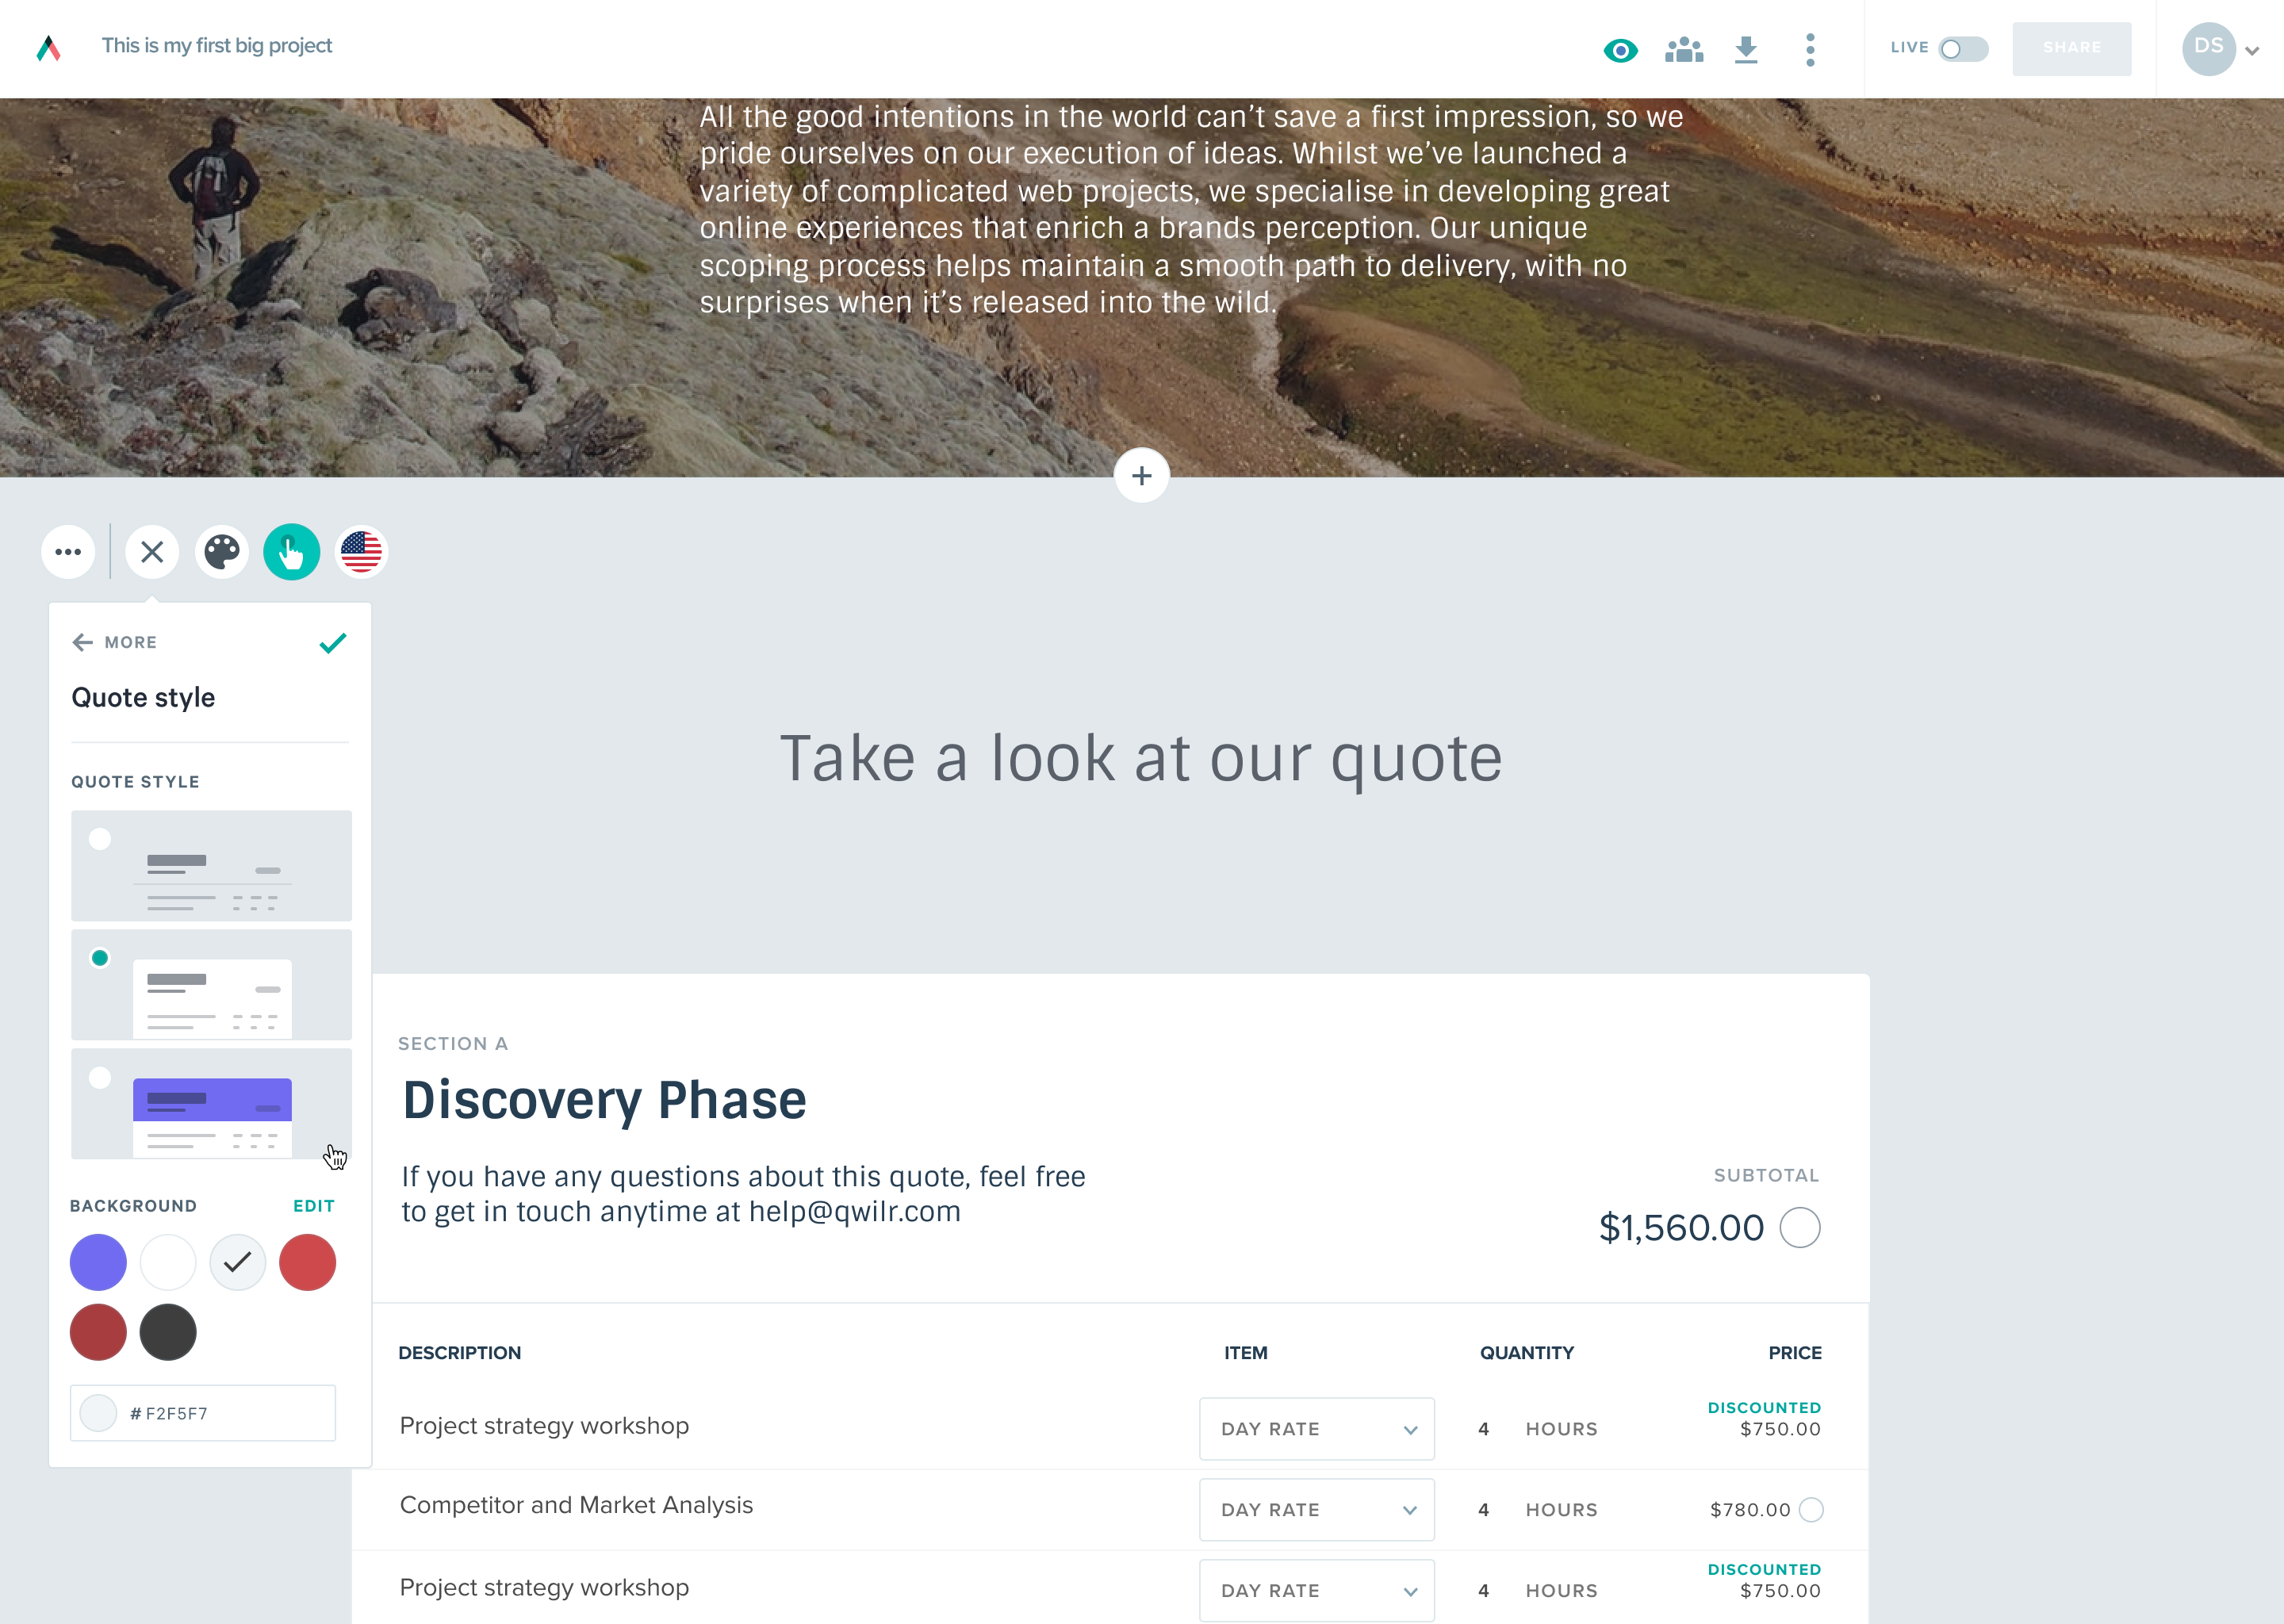 This is my first big project
LIVE
SHARE
DS
All the good intentions in the world can’t save a first impression, so we
pride ourselves on our execution of ideas. Whilst we’ve launched a
variety of complicated web projects, we specialise in developing great
online experiences that enrich a brands perception. Our unique
scoping process helps maintain a smooth path to delivery, with no
surprises when it’s released into the wild.
MORE
Quote style
QUOTE STYLE
BACKGROUND EDIT
# F2F5F7
Take a look at our quote
SECTION A
Discovery Phase
If you have any questions about this quote, feel free
to get in touch anytime at help@qwilr.com
SUBTOTAL
$1,560.00
DESCRIPTION ITEM QUANTITY PRICE
Project strategy workshop DAY RATE 4 HOURS DISCOUNTED
$750.00
Competitor and Market Analysis DAY RATE 4 HOURS $780.00
Project strategy workshop DAY RATE 4 HOURS DISCOUNTED
$750.00